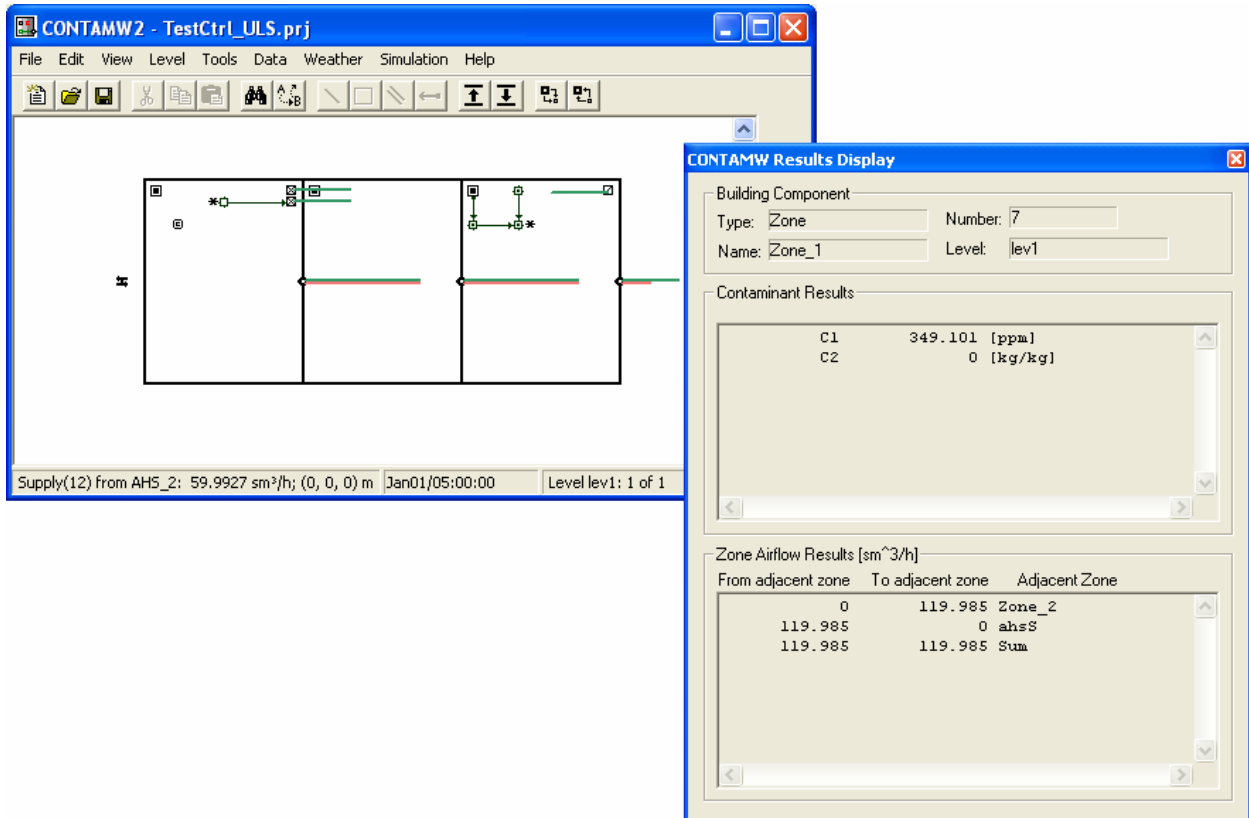 CONTAMW2 - TestCtrl_ULS.prj
File Edit View Level Tools Data Weather Simulation Help
Supply(12) from AHS_2: 59.9927 sm³/h; (0, 0, 0) m Jan01/05:00:00 Level lev1: 1 of 1
CONTAMW Results Display
Building Component
Type: Zone Number: 7
Name: Zone_1 Level: lev1
Contaminant Results
C1 349.101 [ppm]
C2 0 [kg/kg]
Zone Airflow Results [sm^3/h]
From adjacent zone To adjacent zone Adjacent Zone
0 119.985 Zone_2
119.985 0 ahsS
119.985 119.985 Sum